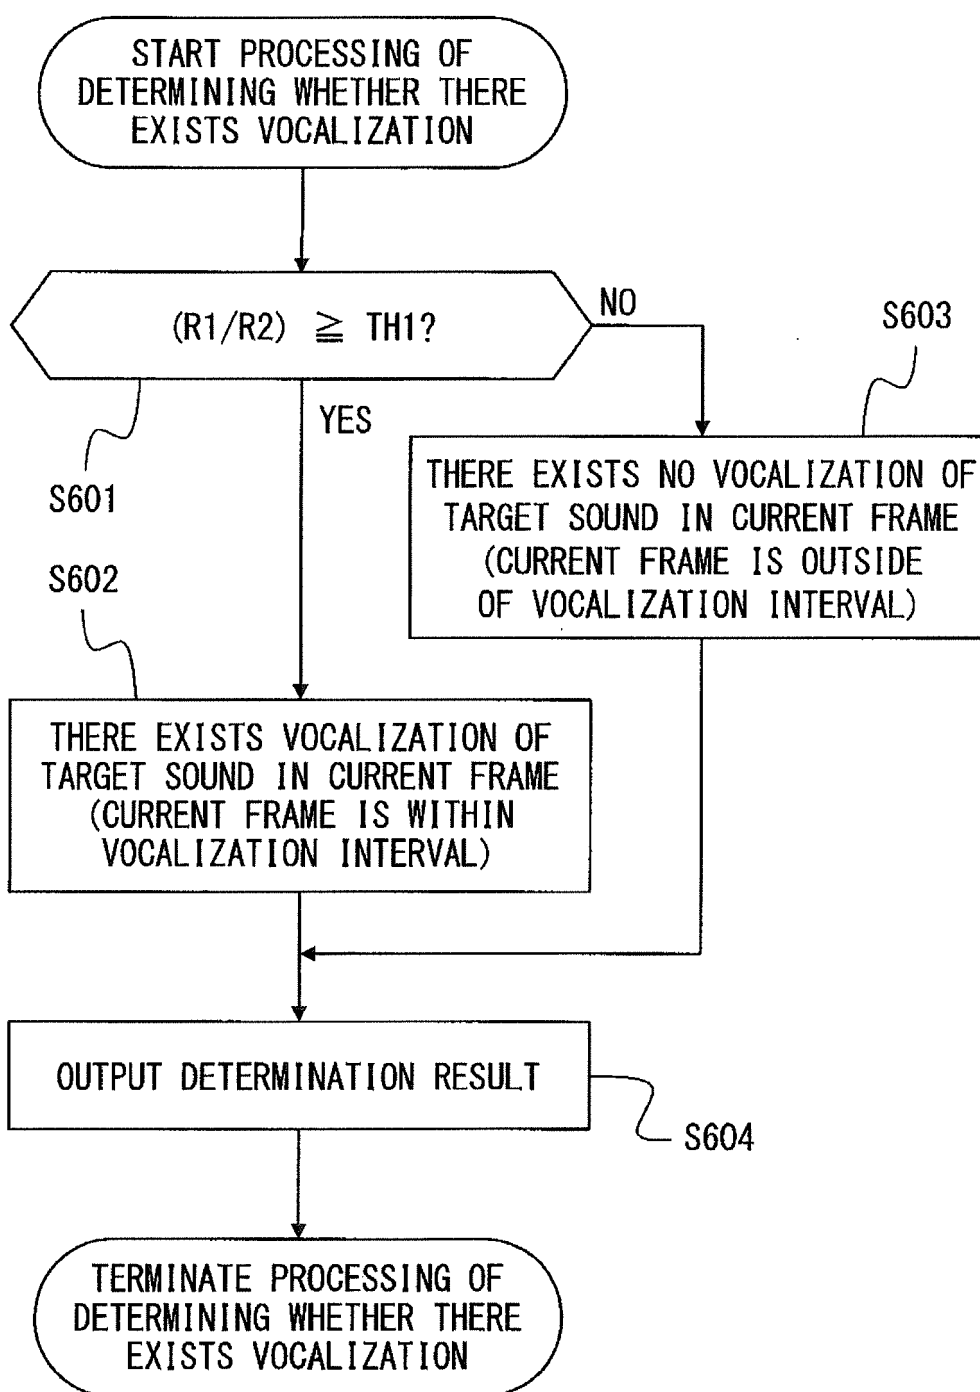 START PROCESSING OF
DETERMINING WHETHER THERE
EXISTS VOCALIZATION
(R1/R2) ≧ TH1?
NO
S603
YES
S601
THERE EXISTS NO VOCALIZATION OF
TARGET SOUND IN CURRENT FRAME
(CURRENT FRAME IS OUTSIDE
OF VOCALIZATION INTERVAL)
S602
THERE EXISTS VOCALIZATION OF
TARGET SOUND IN CURRENT FRAME
(CURRENT FRAME IS WITHIN
VOCALIZATION INTERVAL)
OUTPUT DETERMINATION RESULT
S604
TERMINATE PROCESSING OF
DETERMINING WHETHER THERE
EXISTS VOCALIZATION